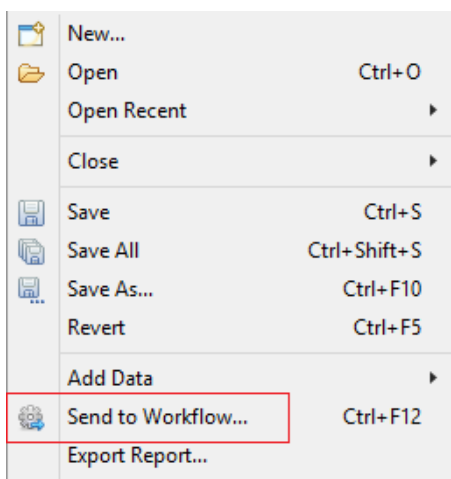 New...
Open Ctrl+O
Open Recent
Close
Save Ctrl+S
Save All Ctrl+Shift+S
Save As... Ctrl+F10
Revert Ctrl+F5
Add Data
Send to Workflow... Ctrl+F12
Export Report...